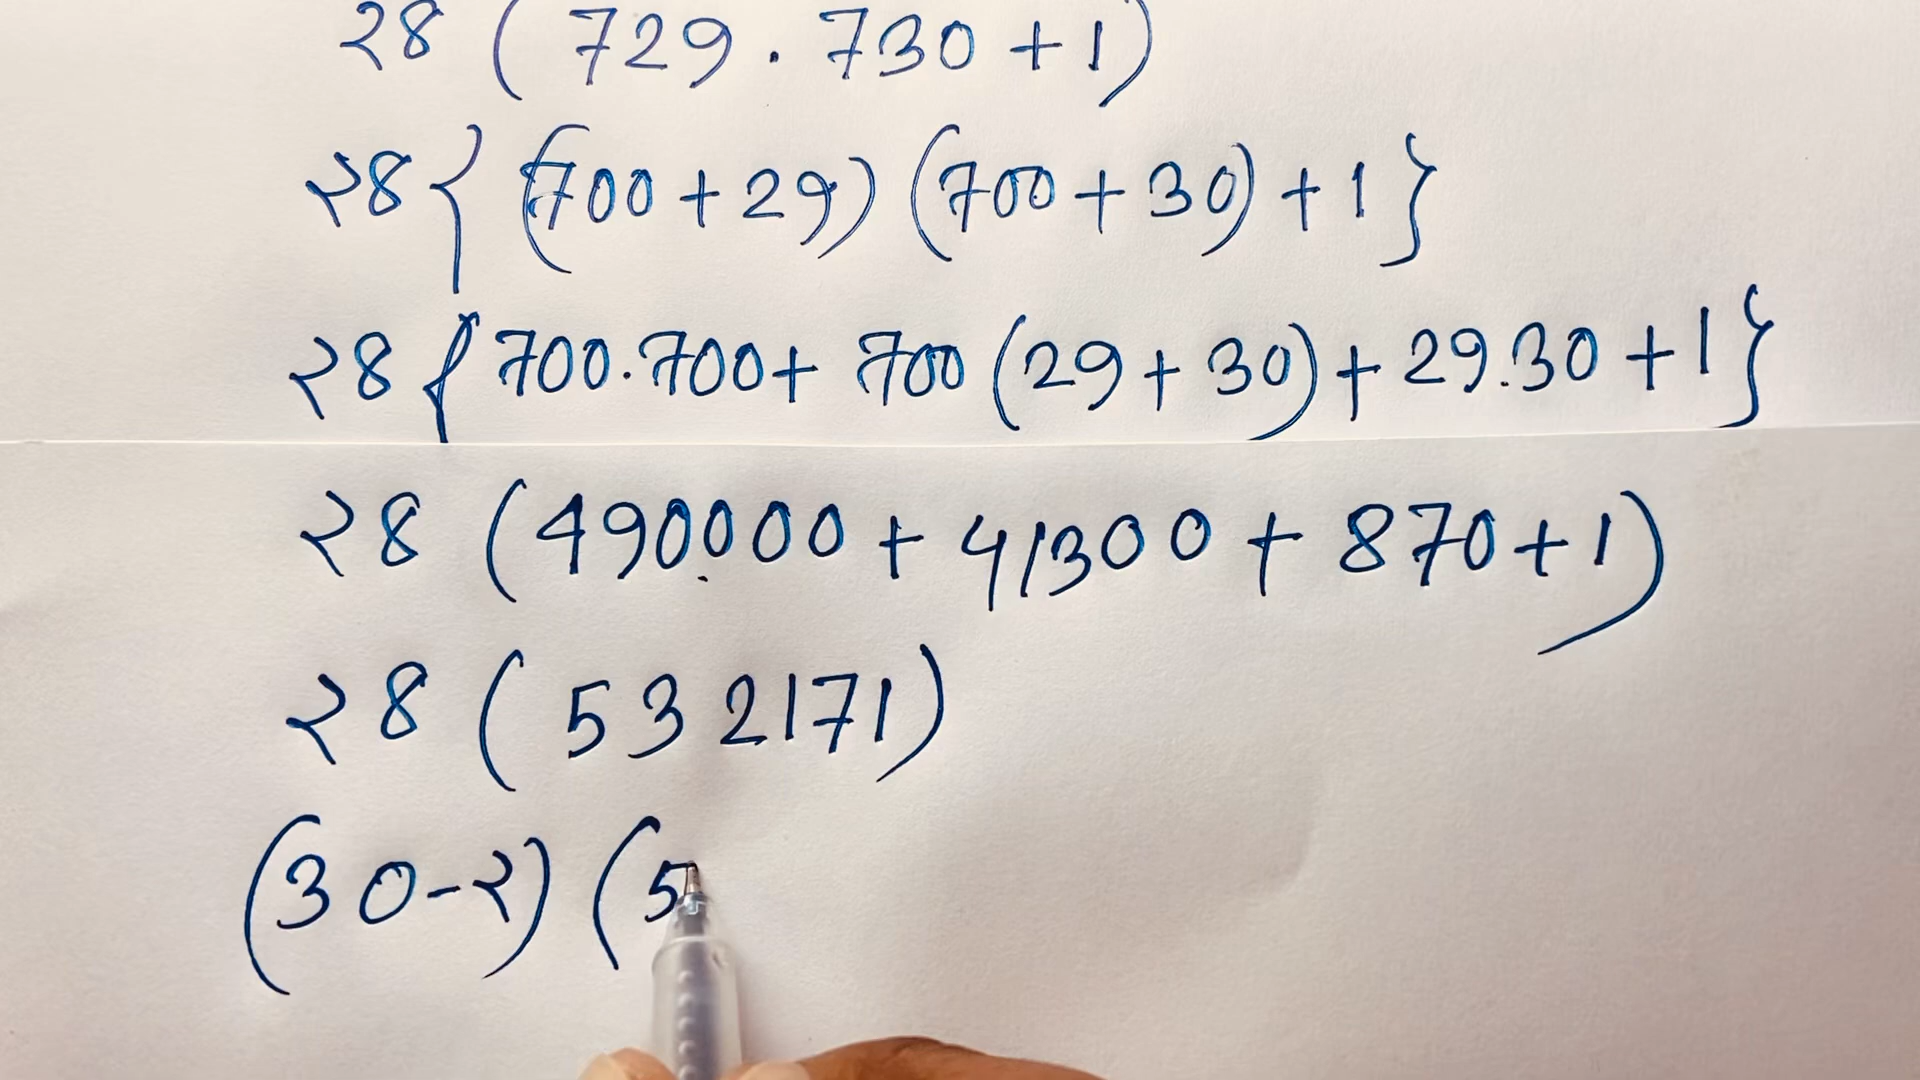 28 ( 729 . 730 + 1 )
28 { (700 + 29) (700 + 30) + 1 }
28 { 700.700 + 700 (29 + 30) + 29.30 + 1 }
28 (490000 + 41300 + 870 + 1)
28 ( 532171 )
(30 - 2) (5